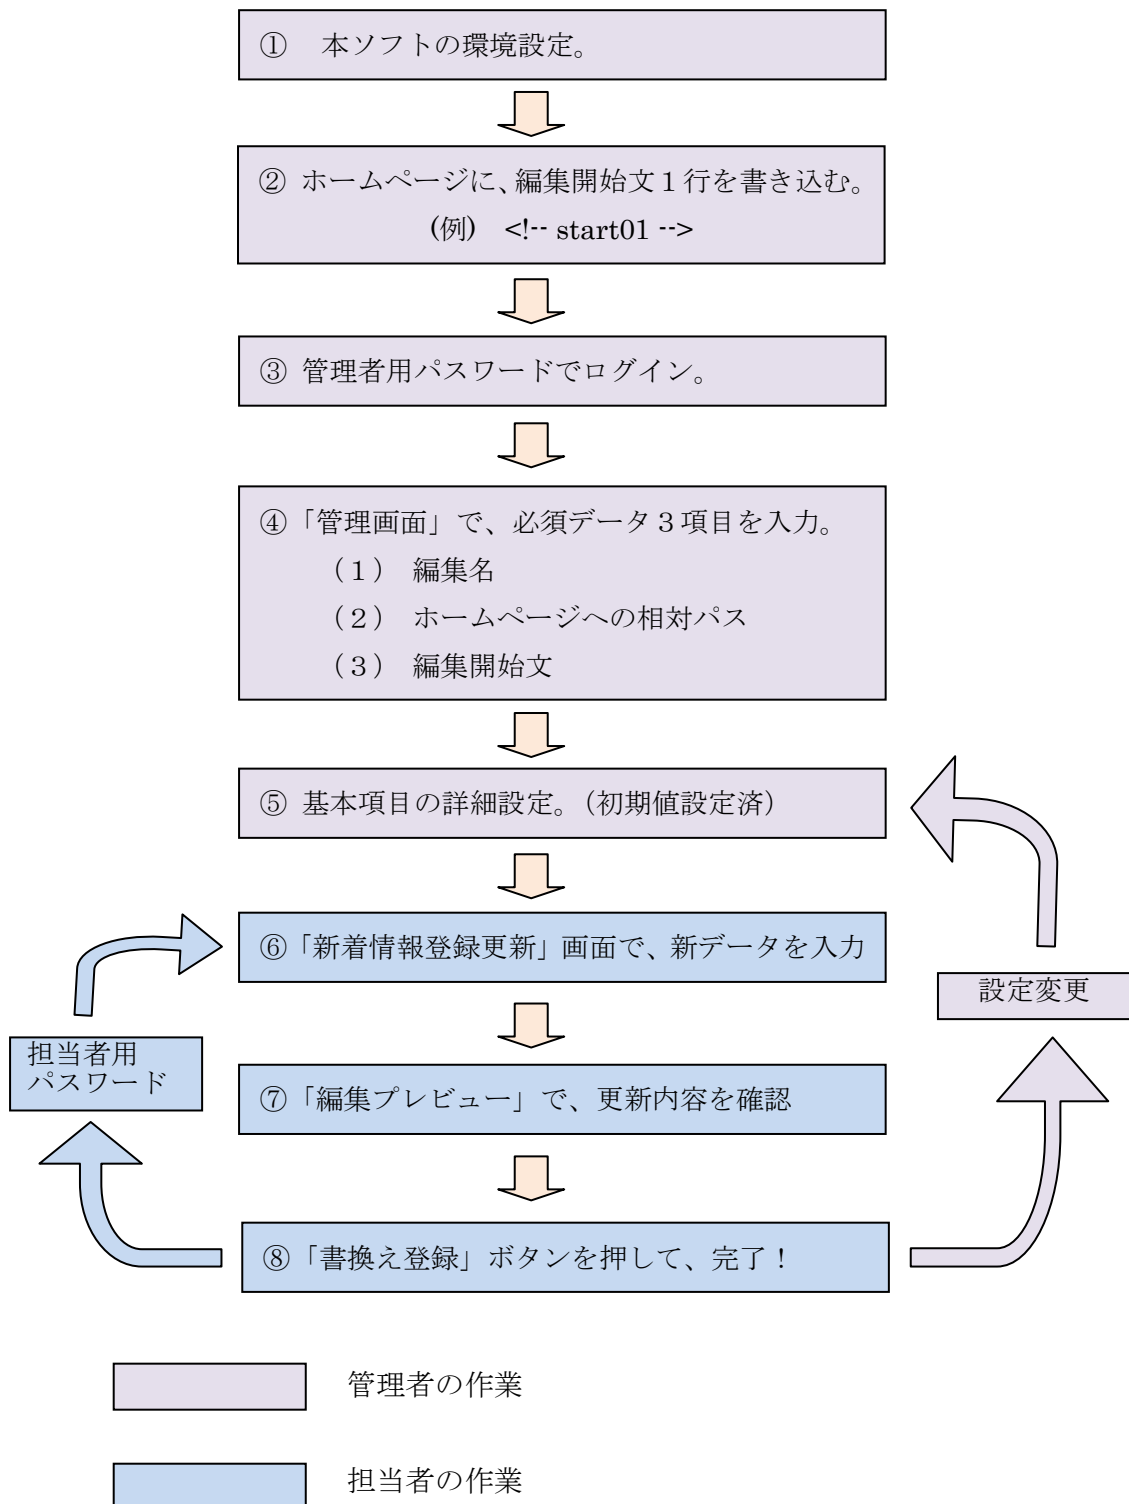 ① 本ソフトの環境設定。
② ホームページに、編集開始文１行を書き込む。
(例) <!-- start01 -->
③ 管理者用パスワードでログイン。
④「管理画面」で、必須データ３項目を入力。
（１） 編集名
（２） ホームページへの相対パス
（３） 編集開始文
⑤ 基本項目の詳細設定。（初期値設定済）
⑥「新着情報登録更新」画面で、新データを入力
設定変更
担当者用
パスワード
⑦「編集プレビュー」で、更新内容を確認
⑧「書換え登録」ボタンを押して、完了！
管理者の作業
担当者の作業